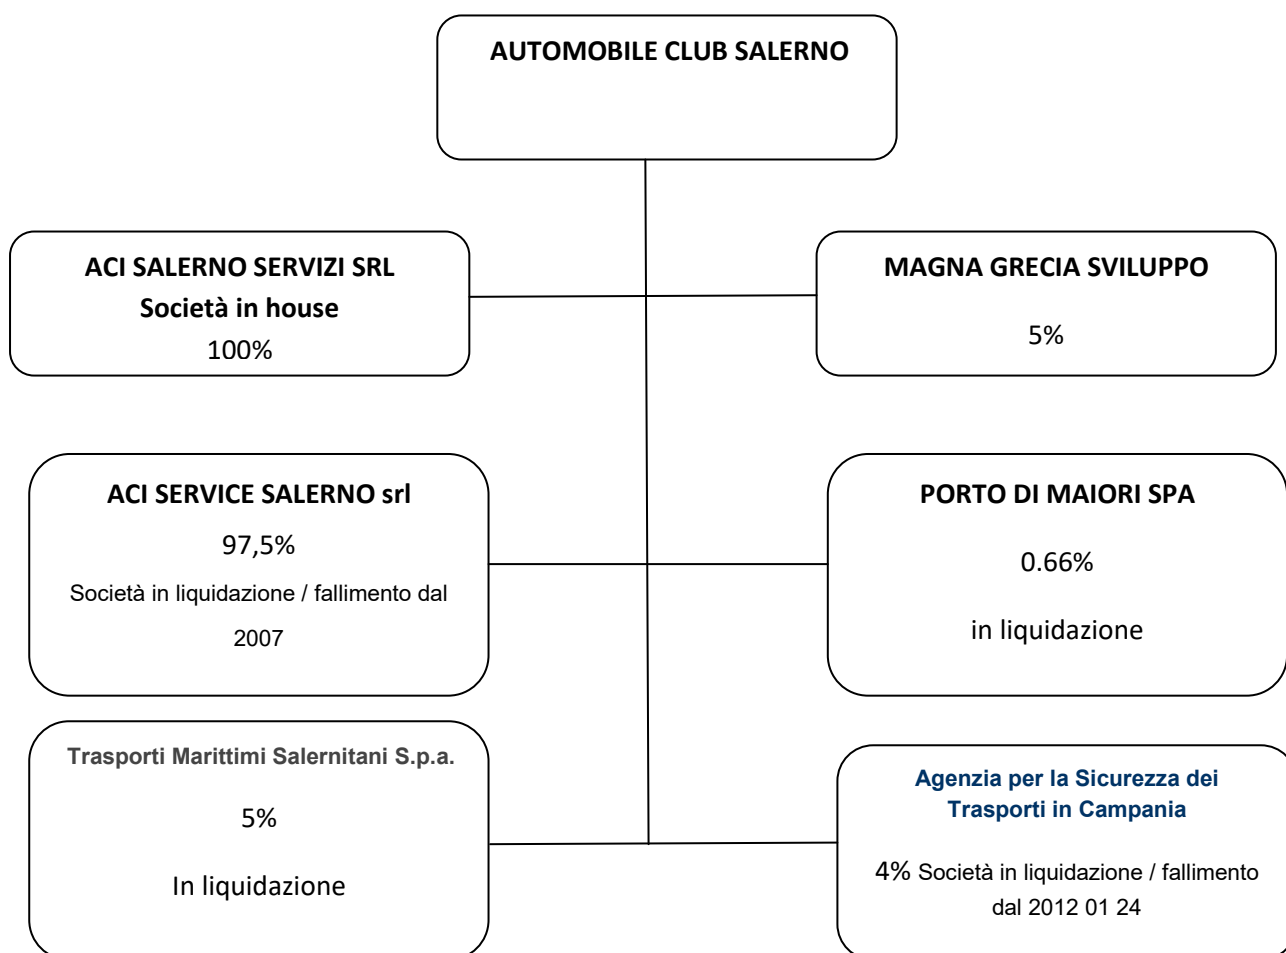 AUTOMOBILE CLUB SALERNO
ACI SALERNO SERVIZI SRL
Società in house
100%
MAGNA GRECIA SVILUPPO
5%
ACI SERVICE SALERNO srl
97,5%
Società in liquidazione / fallimento dal
2007
PORTO DI MAIORI SPA
0.66%
in liquidazione
Trasporti Marittimi Salernitani S.p.a.
5%
In liquidazione
Agenzia per la Sicurezza dei
Trasporti in Campania
4% Società in liquidazione / fallimento
dal 2012 01 24